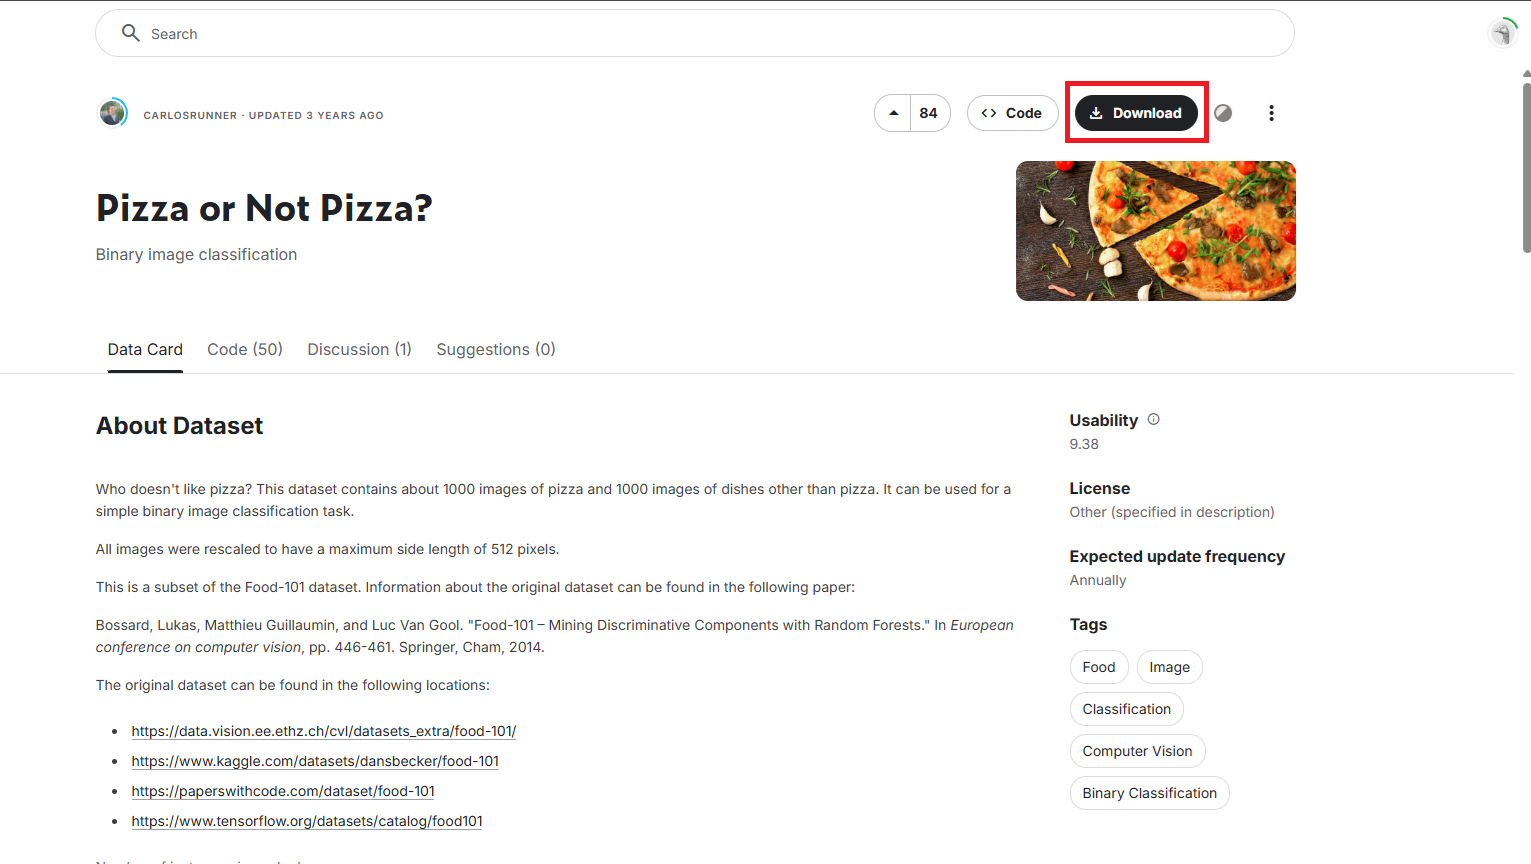 Search
CARLOSRUNNER · UPDATED 3 YEARS AGO
84
<> Code
Download
Pizza or Not Pizza?
Binary image classification
Data Card
Code (50)
Discussion (1)
Suggestions (0)
About Dataset
Who doesn't like pizza? This dataset contains about 1000 images of pizza and 1000 images of dishes other than pizza. It can be used for a
simple binary image classification task.
All images were rescaled to have a maximum side length of 512 pixels.
This is a subset of the Food-101 dataset. Information about the original dataset can be found in the following paper:
Bossard, Lukas, Matthieu Guillaumin, and Luc Van Gool. "Food-101 – Mining Discriminative Components with Random Forests." In European
conference on computer vision, pp. 446-461. Springer, Cham, 2014.
The original dataset can be found in the following locations:
• https://data.vision.ee.ethz.ch/cvl/datasets_extra/food-101/
• https://www.kaggle.com/datasets/dansbecker/food-101
• https://paperswithcode.com/dataset/food-101
• https://www.tensorflow.org/datasets/catalog/food101
Usability
9.38
License
Other (specified in description)
Expected update frequency
Annually
Tags
Food
Image
Classification
Computer Vision
Binary Classification